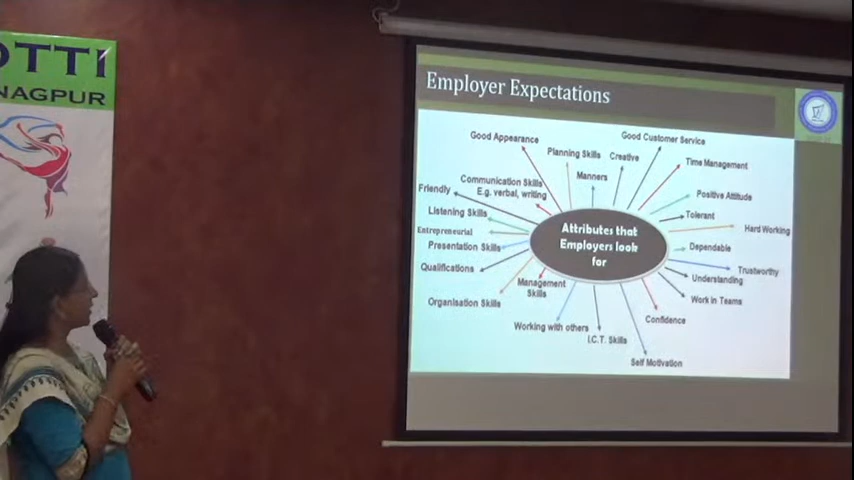 OTTI
NAGPUR
Employer Expectations
Good Appearance
Good Customer Service
Planning Skills
Creative
Time Management
Manners
Communication Skills
E.g. verbal, writing
Friendly
Positive Attitude
Listening Skills
Tolerant
Entrepreneurial
Hard Working
Attributes that
Employers look
for
Presentation Skills
Dependable
Qualifications
Trustworthy
Understanding
Management
Skills
Organisation Skills
Work in Teams
Confidence
Working with others
I.C.T. Skills
Self Motivation